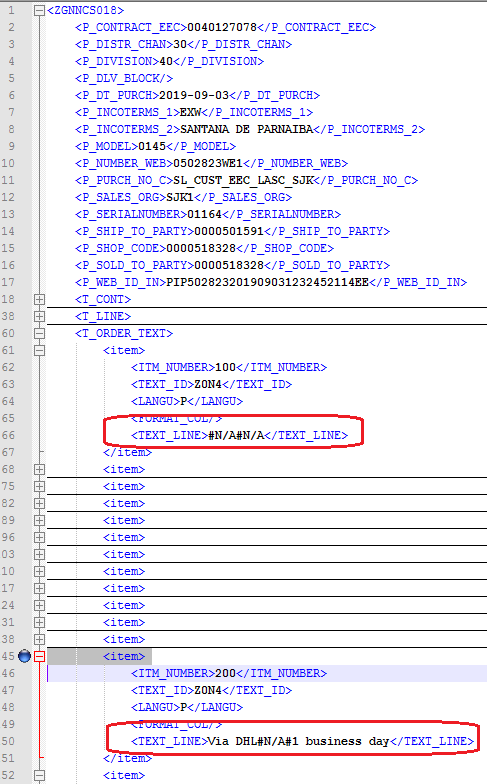 1 <ZGNNCS018>
2 <P_CONTRACT_EEC>0040127078</P_CONTRACT_EEC>
3 <P_DISTR_CHAN>30</P_DISTR_CHAN>
4 <P_DIVISION>40</P_DIVISION>
5 <P_DLV_BLOCK/>
6 <P_DT_PURCH>2019-09-03</P_DT_PURCH>
7 <P_INCOTERMS_1>EXW</P_INCOTERMS_1>
8 <P_INCOTERMS_2>SANTANA DE PARNAIBA</P_INCOTERMS_2>
9 <P_MODEL>0145</P_MODEL>
10 <P_NUMBER_WEB>0502823WE1</P_NUMBER_WEB>
11 <P_PURCH_NO_C>SL_CUST_EEC_LASC_SJK</P_PURCH_NO_C>
12 <P_SALES_ORG>SJK1</P_SALES_ORG>
13 <P_SERIALNUMBER>01164</P_SERIALNUMBER>
14 <P_SHIP_TO_PARTY>0000501591</P_SHIP_TO_PARTY>
15 <P_SHOP_CODE>0000518328</P_SHOP_CODE>
16 <P_SOLD_TO_PARTY>0000518328</P_SOLD_TO_PARTY>
17 <P_WEB_ID_IN>PIP502823201909031232452114EE</P_WEB_ID_IN>
18 <T_CONT>
38 <T_LINE>
60 <T_ORDER_TEXT>
61 <item>
62 <ITM_NUMBER>100</ITM_NUMBER>
63 <TEXT_ID>Z0N4</TEXT_ID>
64 <LANGU>P</LANGU>
65 <FORMAT_COL/>
66 <TEXT_LINE>#N/A#N/A</TEXT_LINE>
67 </item>
68 <item>
75 <item>
82 <item>
89 <item>
96 <item>
03 <item>
10 <item>
17 <item>
24 <item>
31 <item>
38 <item>
45 <item>
46 <ITM_NUMBER>200</ITM_NUMBER>
47 <TEXT_ID>Z0N4</TEXT_ID>
48 <LANGU>P</LANGU>
49 <FORMAT_COL/>
50 <TEXT_LINE>Via DHL#N/A#1 business day</TEXT_LINE>
51 </item>
52 <item>